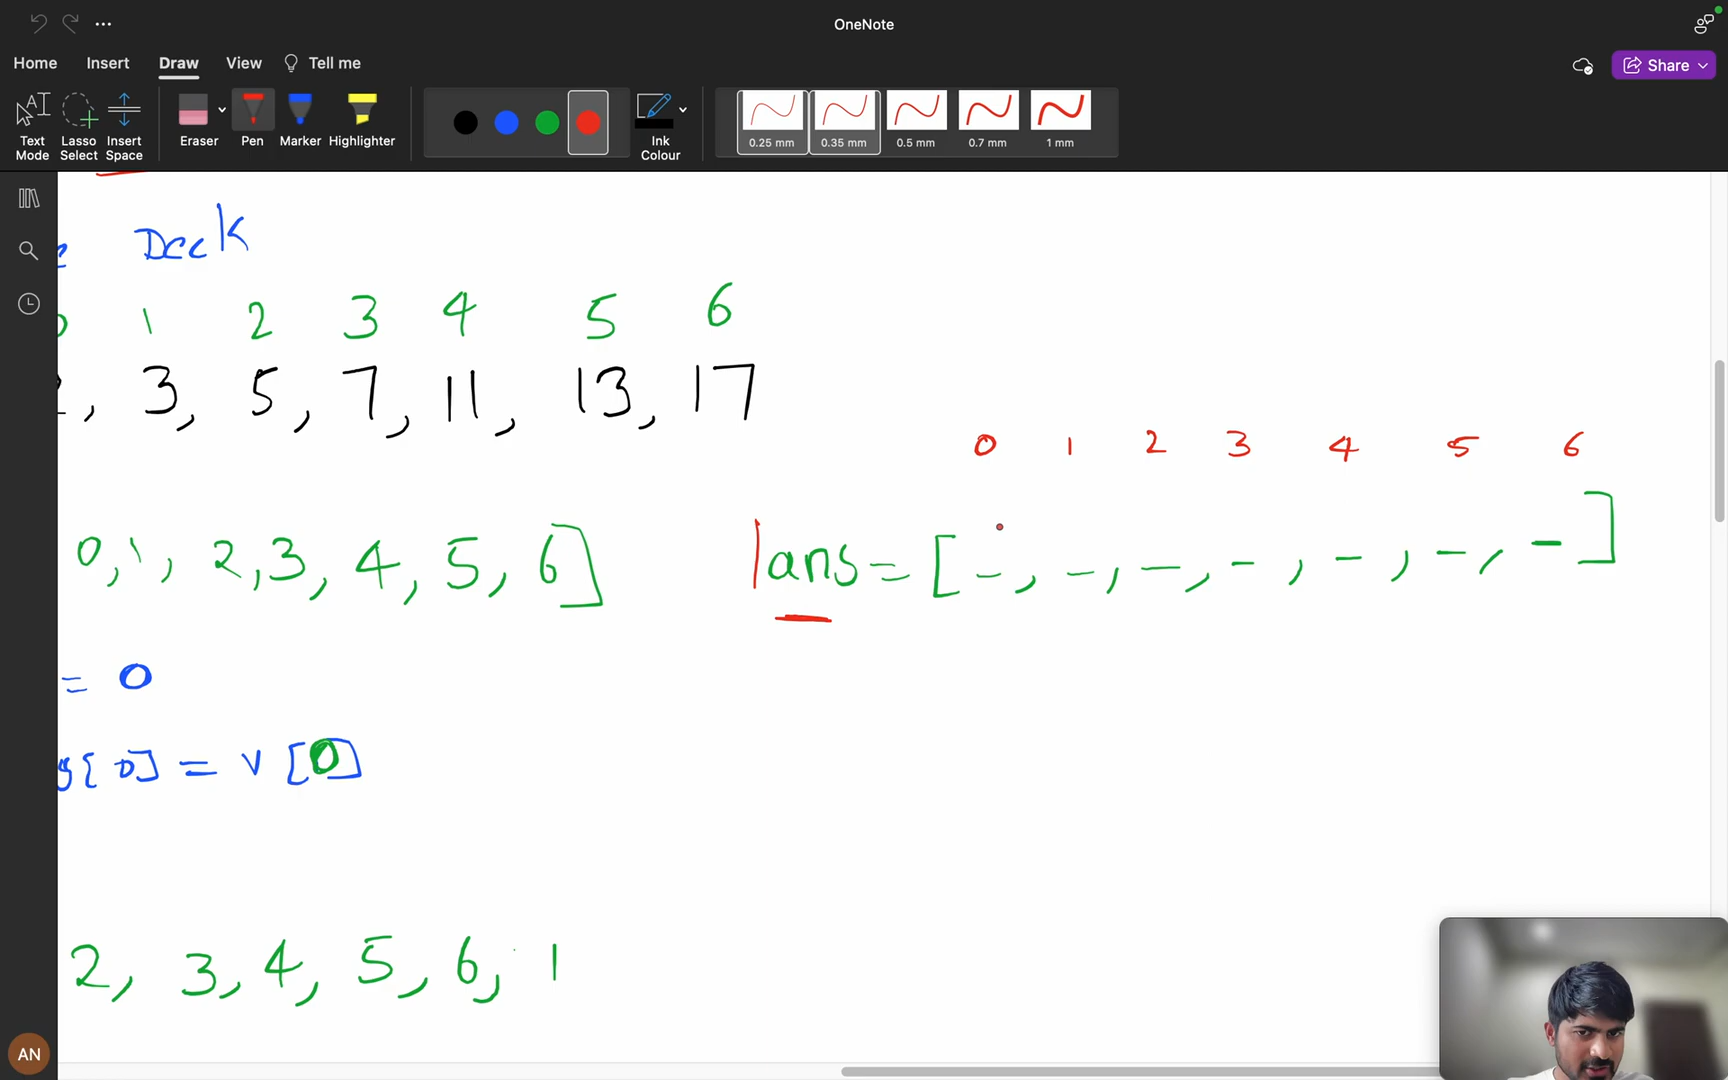 OneNote
Home Insert Draw View Tell me Share
Text Mode Lasso Select Insert Space Eraser Pen Marker Highlighter Ink Colour 0.25 mm 0.35 mm 0.5 mm 0.7 mm 1 mm
Deck
1 2 3 4 5 6
, 3, 5, 7, 11, 13, 17
0 1 2 3 4 5 6
0, 1, 2, 3, 4, 5, 6]
ans = [_, _, _, _, _, _, _]
= 0
[0] = v[0]
2, 3, 4, 5, 6, 1
AN